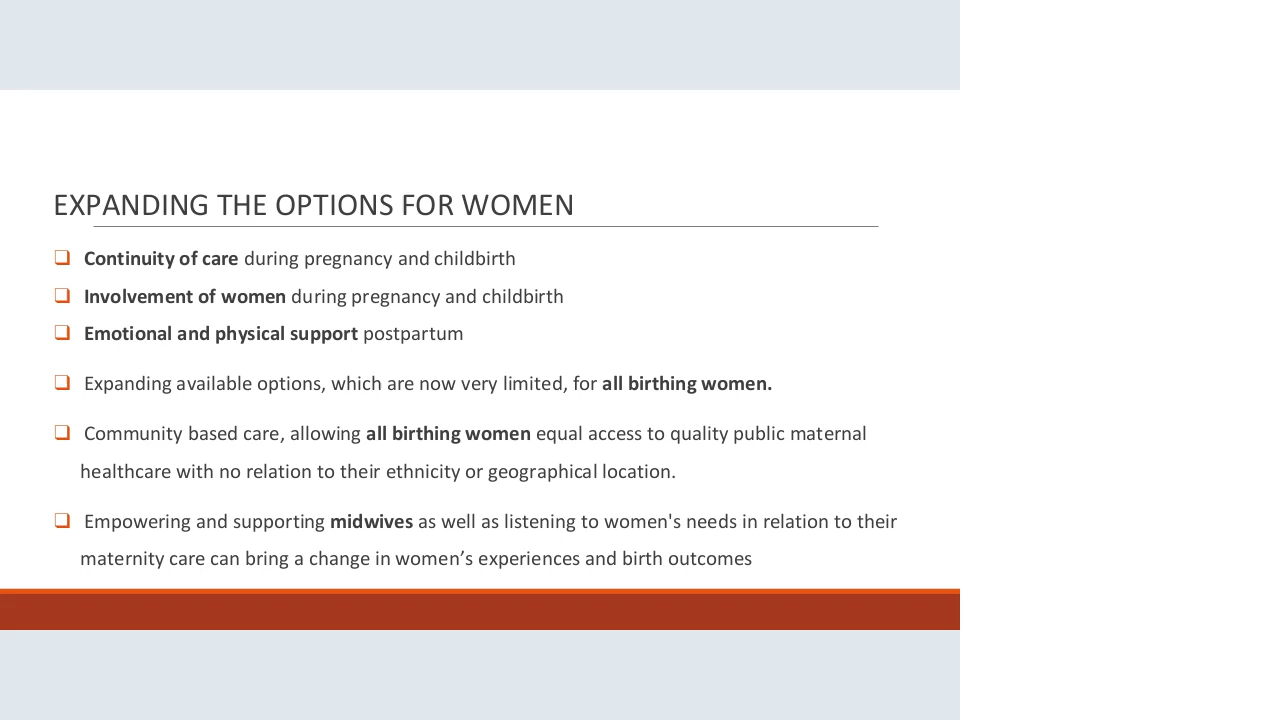 EXPANDING THE OPTIONS FOR WOMEN
❑ Continuity of care during pregnancy and childbirth
❑ Involvement of women during pregnancy and childbirth
❑ Emotional and physical support postpartum
❑ Expanding available options, which are now very limited, for all birthing women.
❑ Community based care, allowing all birthing women equal access to quality public maternal
healthcare with no relation to their ethnicity or geographical location.
❑ Empowering and supporting midwives as well as listening to women's needs in relation to their
maternity care can bring a change in women’s experiences and birth outcomes